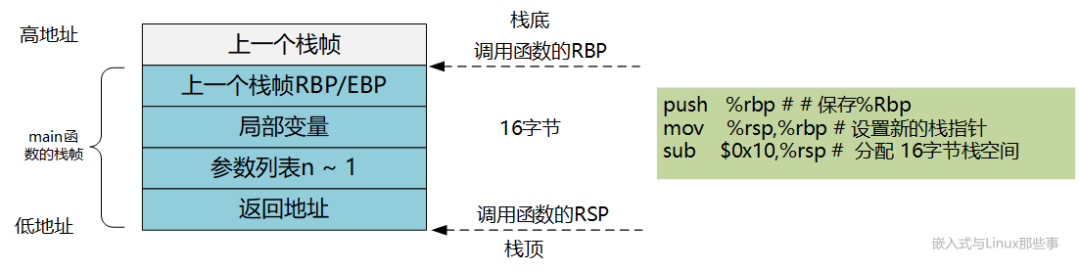 栈底
高地址
上一个栈帧
调用函数的RBP
上一个栈帧RBP/EBP
局部变量
16字节
main函
数的栈帧
参数列表n ~ 1
返回地址
调用函数的RSP
低地址
栈顶
push %rbp # # 保存%Rbp
mov %rsp,%rbp # 设置新的栈指针
sub $0x10,%rsp # 分配 16字节栈空间
嵌入式与Linux那些事